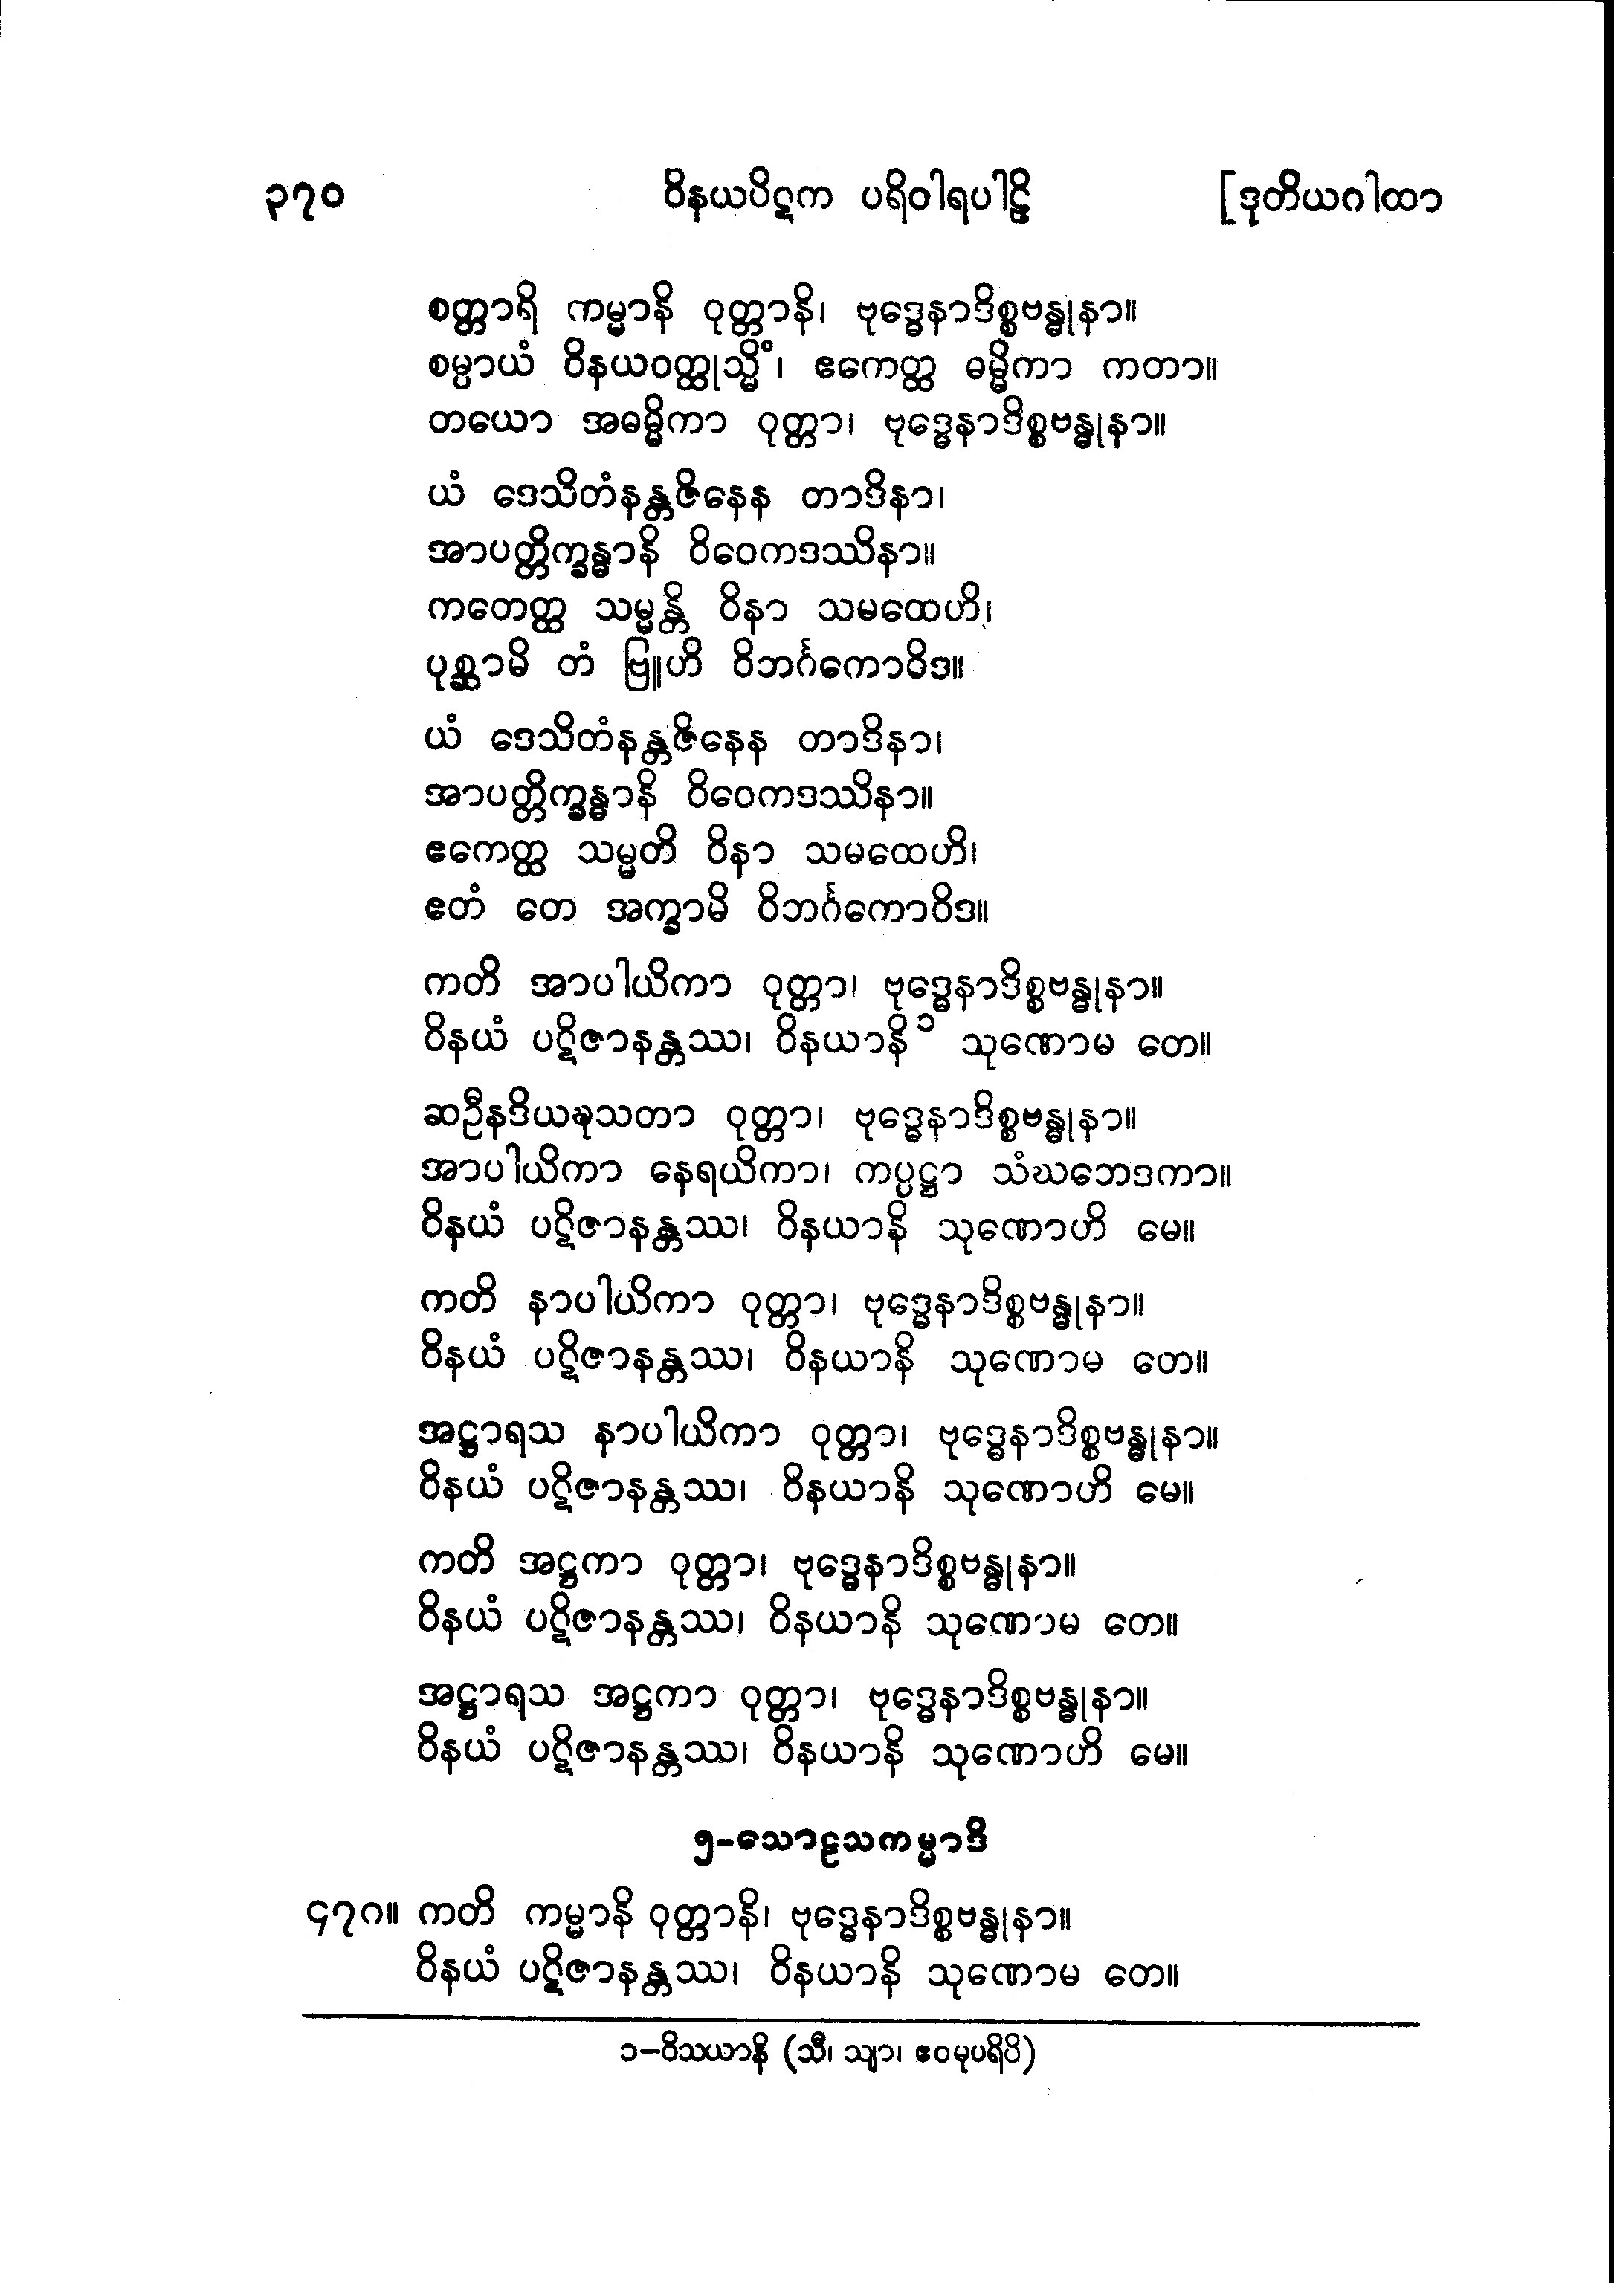 ၃၇၀ ဝိနယပိဋက ပရိဝါရပါဠိ [ဒုတိယဂါထာ
စတ္တာရိ ကမ္မာနိ ဝုတ္တာနိ၊ ဗုဒ္ဓေနာဒိစ္စဗန္ဓုနာ။
စမ္ပာယံ ဝိနယဝတ္ထုသ္မိံ၊ ဧကေတ္ထ ဓမ္မိကာ ကတာ။
တယော အဓမ္မိကာ ဝုတ္တာ၊ ဗုဒ္ဓေနာဒိစ္စဗန္ဓုနာ။
ယံ ဒေသိတံနန္တဇိနေန တာဒိနာ၊
အာပတ္တိက္ခန္ဓာနိ ဝိဝေကဒဿိနာ။
ကတေတ္ထ သမ္မန္တိ ဝိနာ သမထေဟိ၊
ပုစ္ဆာမိ တံ ဗြူဟိ ဝိဘင်္ဂကောဝိဒ။
ယံ ဒေသိတံနန္တဇိနေန တာဒိနာ၊
အာပတ္တိက္ခန္ဓာနိ ဝိဝေကဒဿိနာ။
ဧကေတ္ထ သမ္မတိ ဝိနာ သမထေဟိ၊
ဧတံ တေ အက္ခာမိ ဝိဘင်္ဂကောဝိဒ။
ကတိ အာပါယိကာ ဝုတ္တာ၊ ဗုဒ္ဓေနာဒိစ္စဗန္ဓုနာ။
ဝိနယံ ပဋိဇာနန္တဿ၊ ဝိနယာနိ ၁ သုဏောမ တေ။
ဆဦနဒိယဍ္ဎသတာ ဝုတ္တာ၊ ဗုဒ္ဓေနာဒိစ္စဗန္ဓုနာ။
အာပါယိကာ နေရယိကာ၊ ကပ္ပဋ္ဌာ သံဃဘေဒကာ။
ဝိနယံ ပဋိဇာနန္တဿ၊ ဝိနယာနိ သုဏောဟိ မေ။
ကတိ နာပါယိကာ ဝုတ္တာ၊ ဗုဒ္ဓေနာဒိစ္စဗန္ဓုနာ။
ဝိနယံ ပဋိဇာနန္တဿ၊ ဝိနယာနိ သုဏောမ တေ။
အဋ္ဌာရသ နာပါယိကာ ဝုတ္တာ၊ ဗုဒ္ဓေနာဒိစ္စဗန္ဓုနာ။
ဝိနယံ ပဋိဇာနန္တဿ၊ ဝိနယာနိ သုဏောဟိ မေ။
ကတိ အဋ္ဌကာ ဝုတ္တာ၊ ဗုဒ္ဓေနာဒိစ္စဗန္ဓုနာ။
ဝိနယံ ပဋိဇာနန္တဿ၊ ဝိနယာနိ သုဏောမ တေ။
အဋ္ဌာရသ အဋ္ဌကာ ဝုတ္တာ၊ ဗုဒ္ဓေနာဒိစ္စဗန္ဓုနာ။
ဝိနယံ ပဋိဇာနန္တဿ၊ ဝိနယာနိ သုဏောဟိ မေ။
၅-သောဠသကမ္မာဒိ
၄၇၈။ ကတိ ကမ္မာနိ ဝုတ္တာနိ၊ ဗုဒ္ဓေနာဒိစ္စဗန္ဓုနာ။
ဝိနယံ ပဋိဇာနန္တဿ၊ ဝိနယာနိ သုဏောမ တေ။
၁-ဝိသယာနိ (သီ၊ သျာ၊ ဧဝမုပရိပိ)